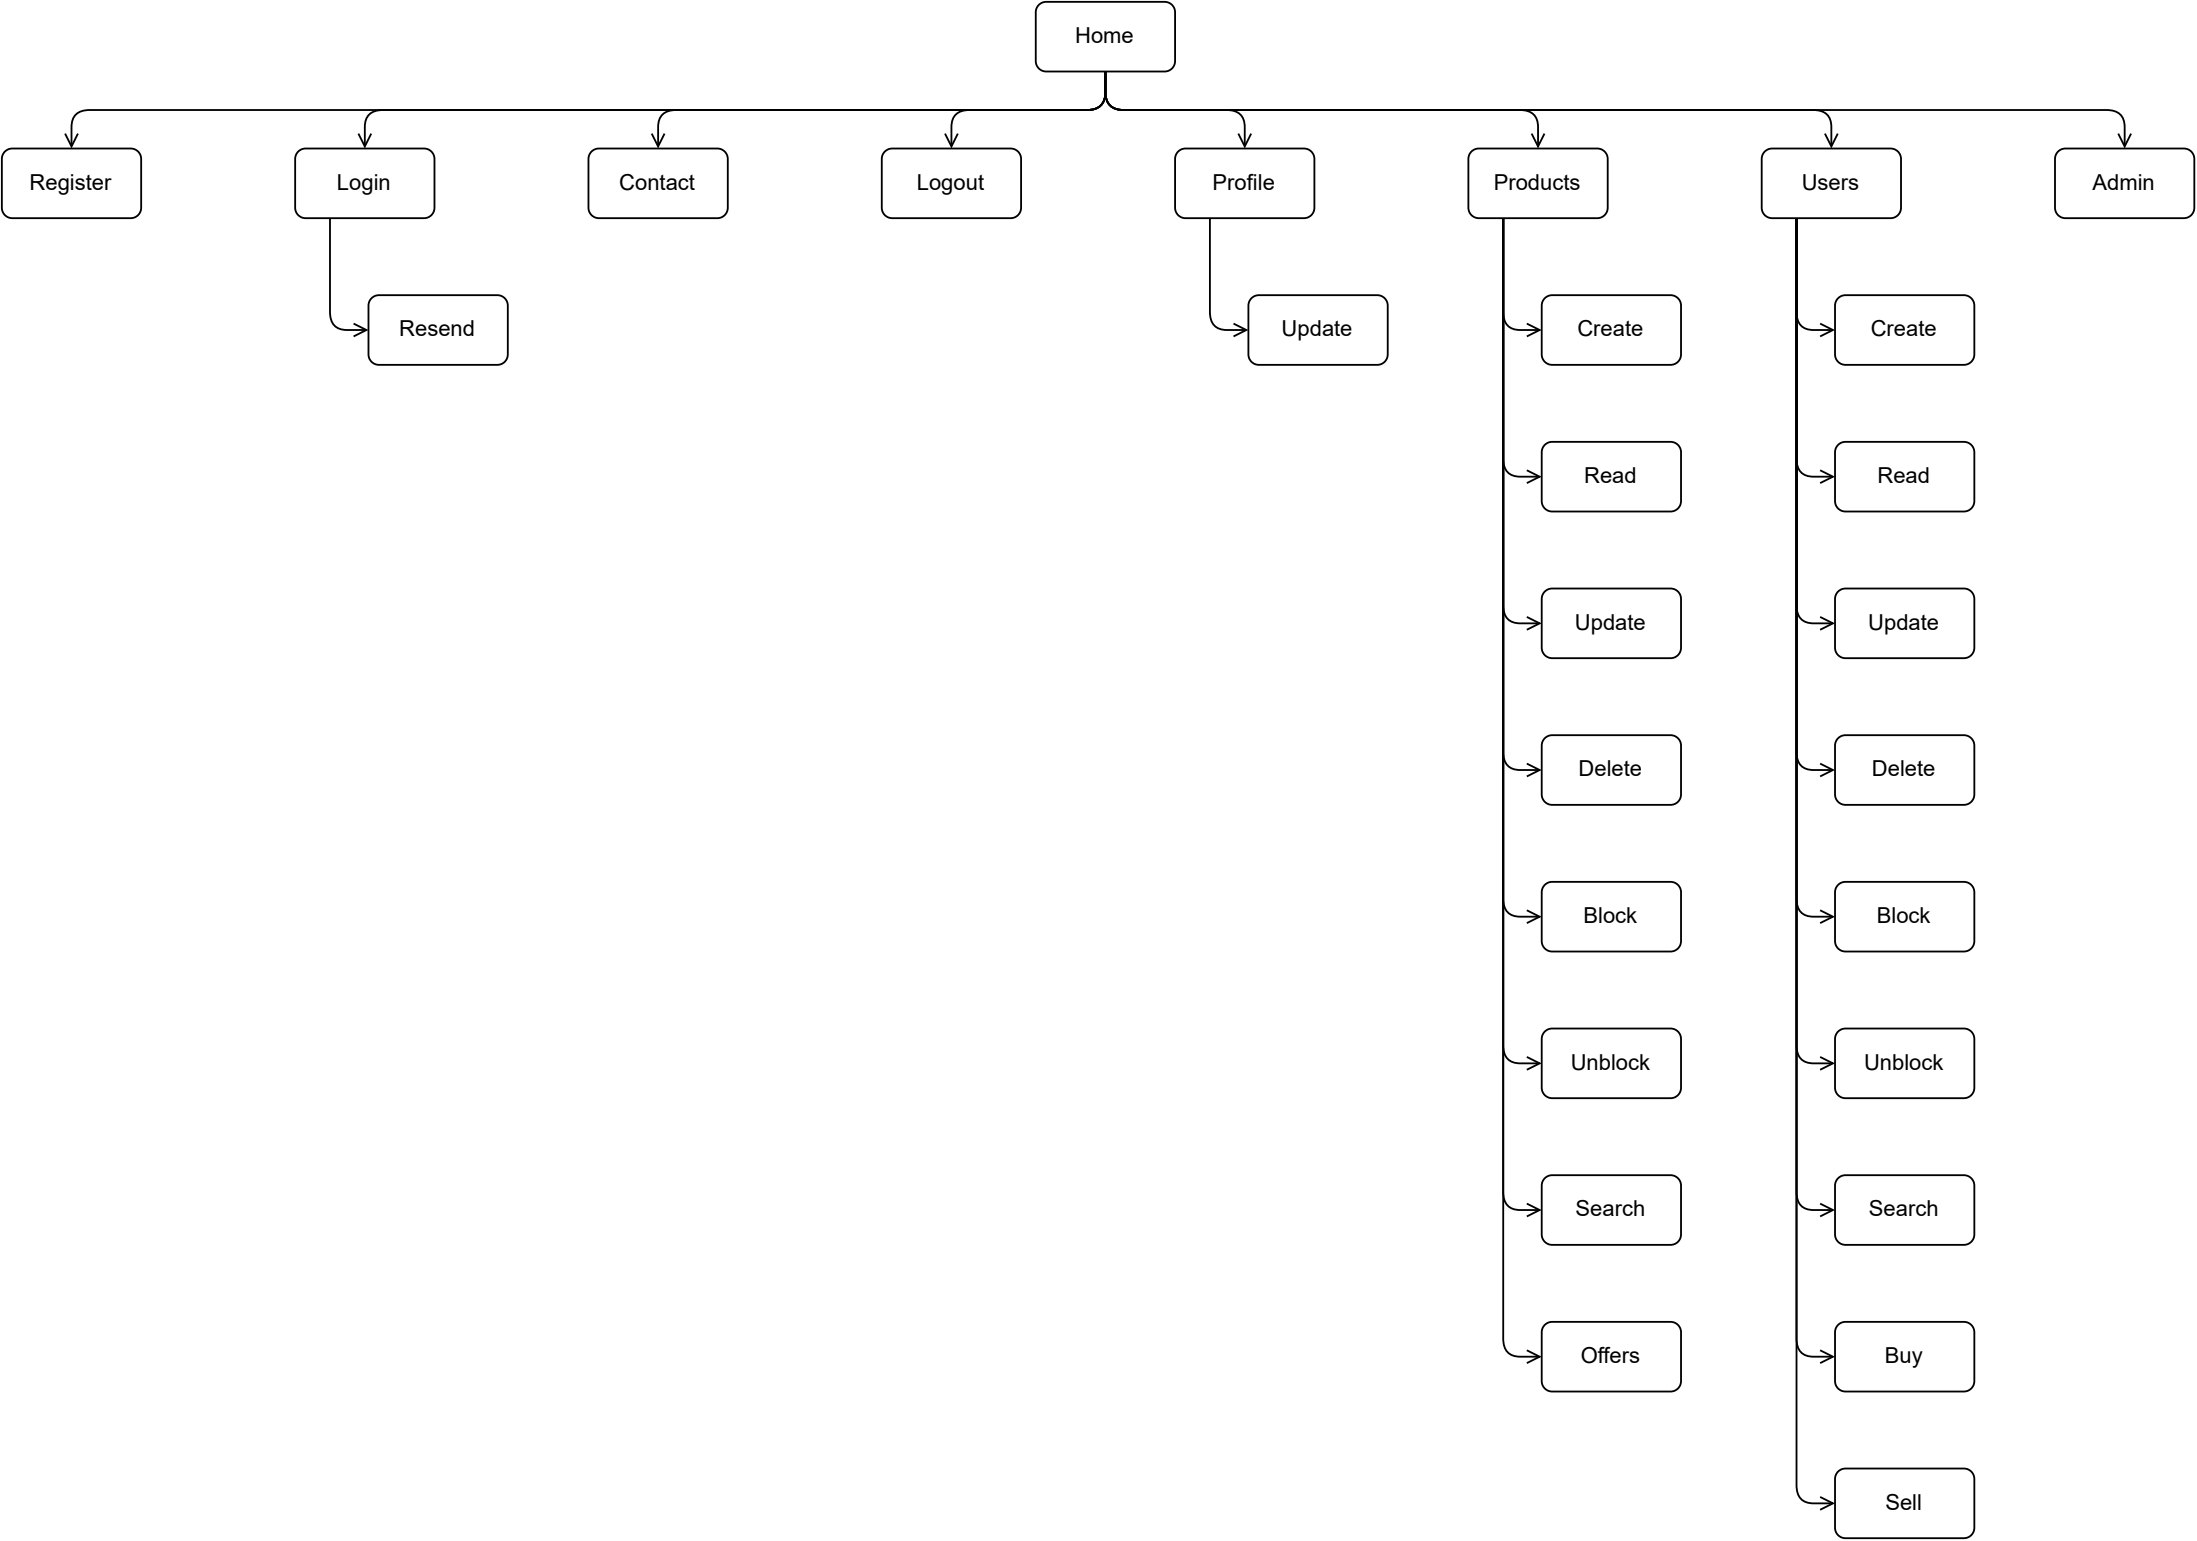 Home
Register
Login
Contact
Logout
Profile
Products
Users
Admin
Resend
Update
Create
Create
Read
Read
Update
Update
Delete
Delete
Block
Block
Unblock
Unblock
Search
Search
Offers
Buy
Sell